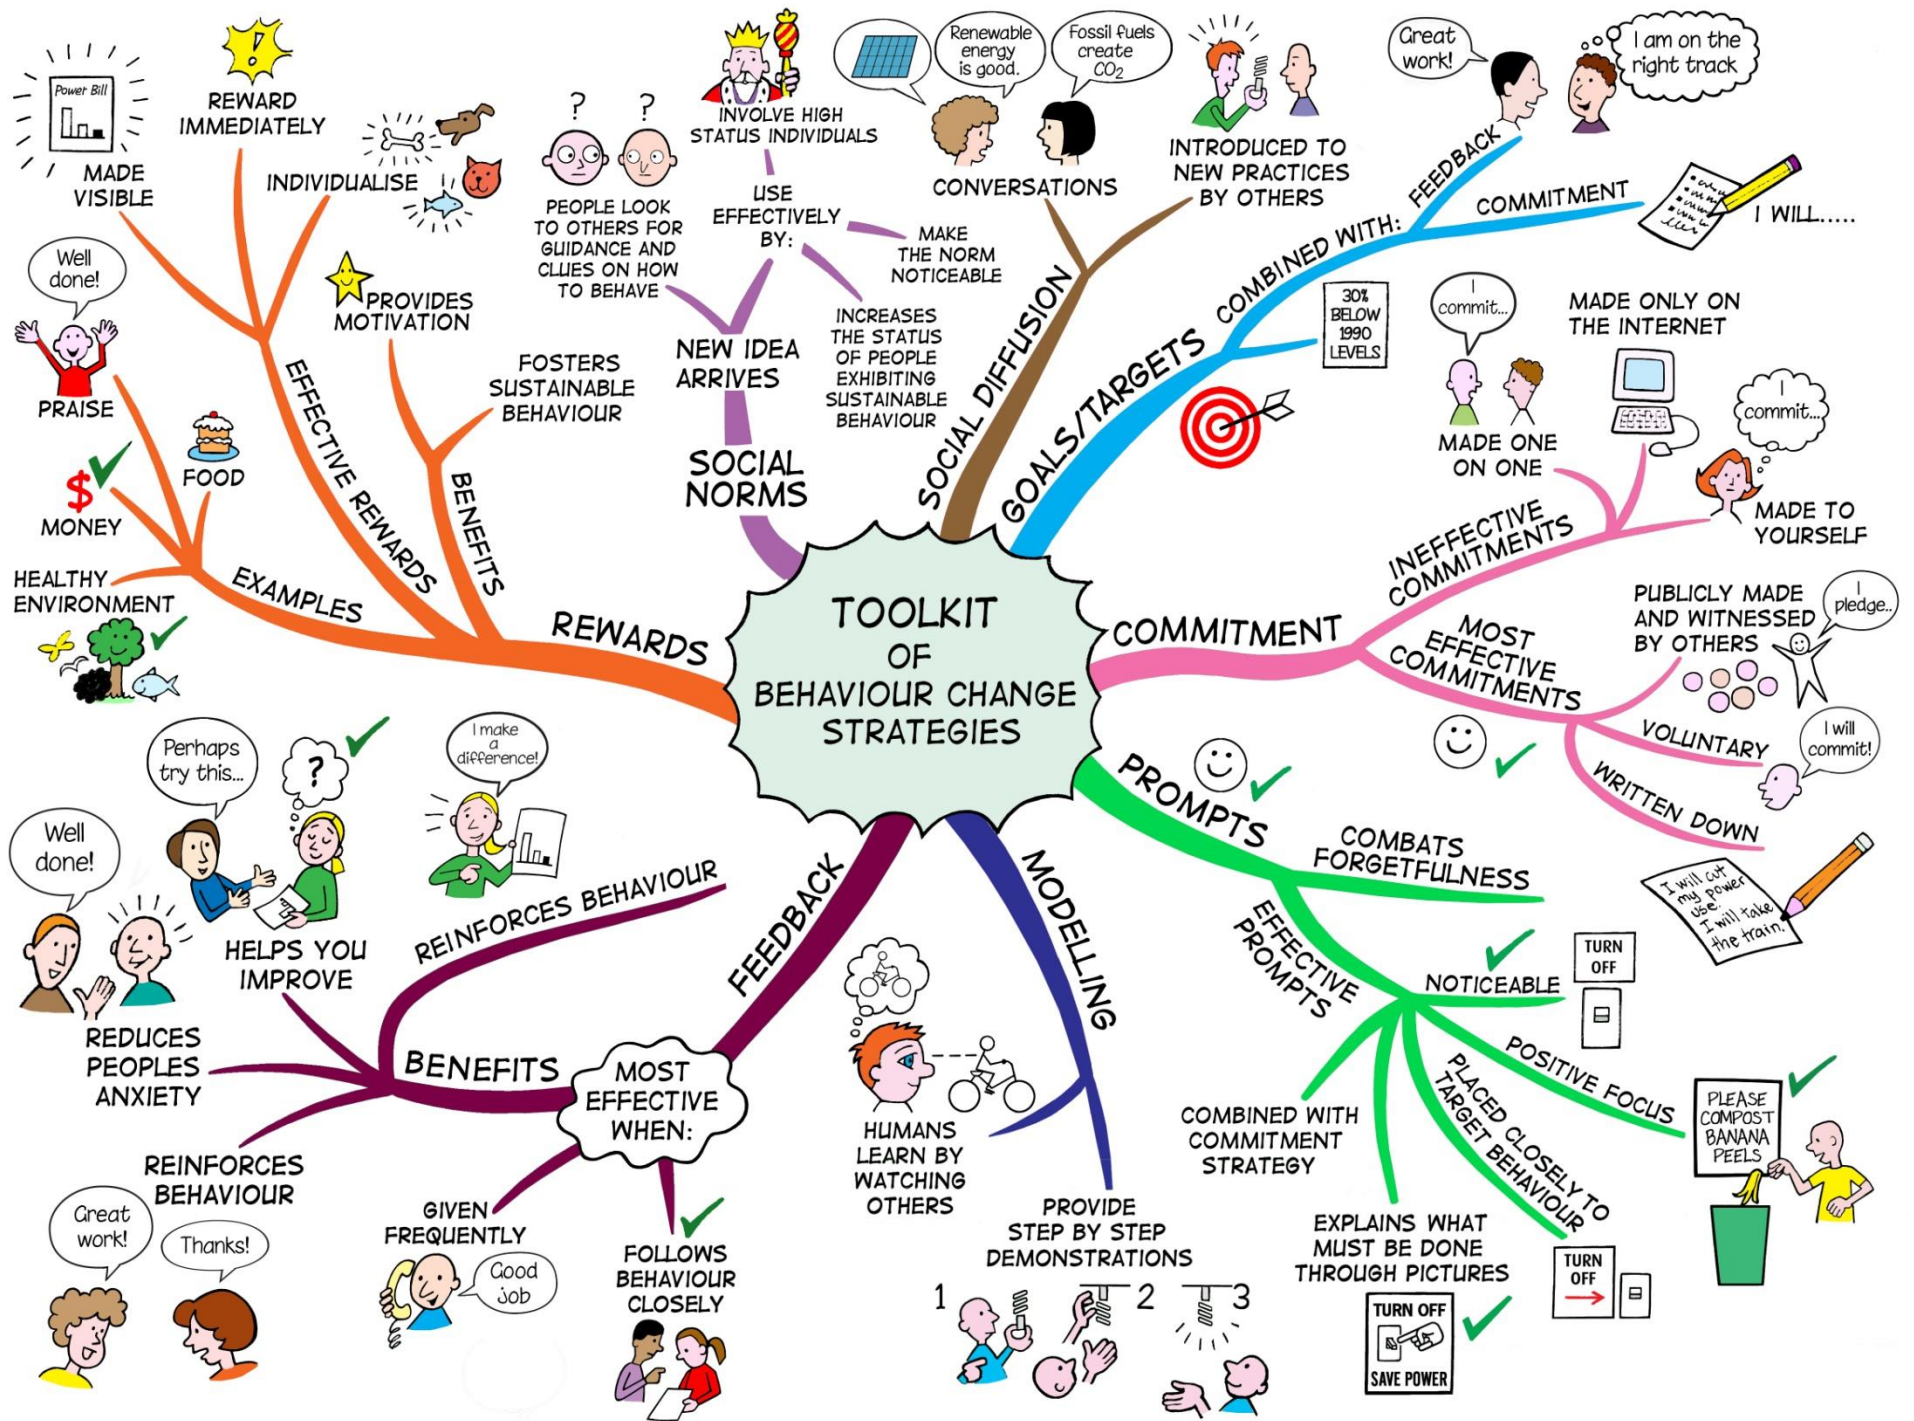 TOOLKIT
OF
BEHAVIOUR CHANGE
STRATEGIES
REWARDS
EXAMPLES
PRAISE
Well
done!
MONEY
$
FOOD
HEALTHY
ENVIRONMENT
EFFECTIVE REWARDS
MADE
VISIBLE
Power Bill
REWARD
IMMEDIATELY
!
INDIVIDUALISE
BENEFITS
PROVIDES
MOTIVATION
FOSTERS
SUSTAINABLE
BEHAVIOUR
SOCIAL
NORMS
NEW IDEA
ARRIVES
?
?
PEOPLE LOOK
TO OTHERS FOR
GUIDANCE AND
CLUES ON HOW
TO BEHAVE
USE
EFFECTIVELY
BY:
INVOLVE HIGH
STATUS INDIVIDUALS
MAKE
THE NORM
NOTICEABLE
INCREASES
THE STATUS
OF PEOPLE
EXHIBITING
SUSTAINABLE
BEHAVIOUR
SOCIAL DIFFUSION
CONVERSATIONS
Renewable
energy
is good.
Fossil fuels
create
CO2
INTRODUCED TO
NEW PRACTICES
BY OTHERS
GOALS/TARGETS
COMBINED WITH:
FEEDBACK
Great
work!
I am on the
right track
COMMITMENT
I WILL.....
30%
BELOW
1990
LEVELS
COMMITMENT
INEFFECTIVE
COMMITMENTS
I
commit...
MADE ONE
ON ONE
MADE ONLY ON
THE INTERNET
I
commit...
MADE TO
YOURSELF
MOST
EFFECTIVE
COMMITMENTS
PUBLICLY MADE
AND WITNESSED
BY OTHERS
I
pledge..
VOLUNTARY
I will
commit!
WRITTEN DOWN
I will cut
my power
use.
I will take
the train.
PROMPTS
COMBATS
FORGETFULNESS
EFFECTIVE
PROMPTS
NOTICEABLE
TURN
OFF
POSITIVE FOCUS
PLEASE
COMPOST
BANANA
PEELS
PLACED CLOSELY TO
TARGET BEHAVIOUR
TURN
OFF
EXPLAINS WHAT
MUST BE DONE
THROUGH PICTURES
TURN OFF
SAVE POWER
COMBINED WITH
COMMITMENT
STRATEGY
MODELLING
HUMANS
LEARN BY
WATCHING
OTHERS
PROVIDE
STEP BY STEP
DEMONSTRATIONS
1
2
3
FEEDBACK
MOST
EFFECTIVE
WHEN:
FOLLOWS
BEHAVIOUR
CLOSELY
GIVEN
FREQUENTLY
Good
job
BENEFITS
REINFORCES BEHAVIOUR
I make
a
difference!
HELPS YOU
IMPROVE
Perhaps
try this...
?
REDUCES
PEOPLES
ANXIETY
Well
done!
REINFORCES
BEHAVIOUR
Great
work!
Thanks!